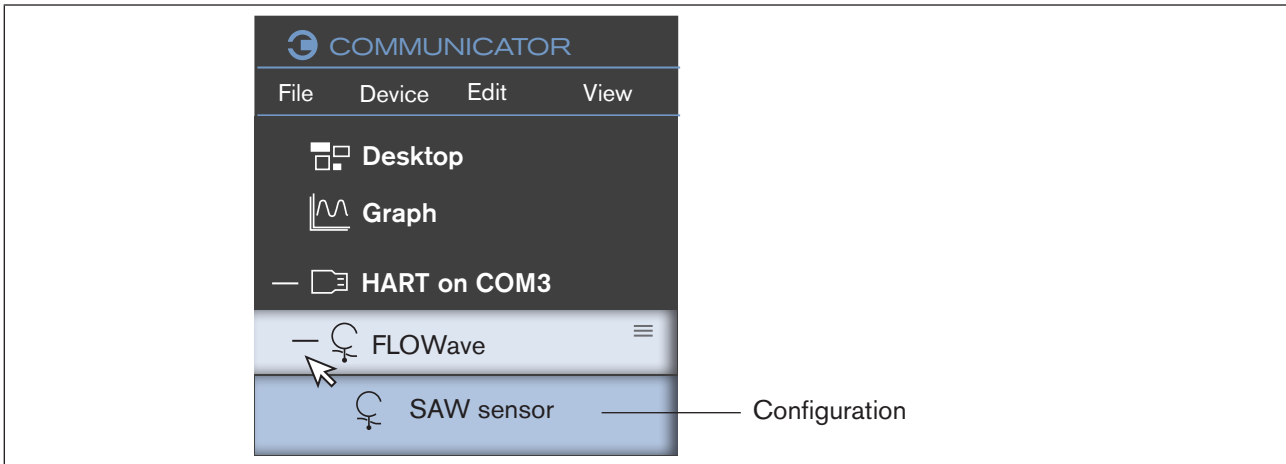 COMMUNICATOR
File Device Edit View
Desktop
Graph
HART on COM3
FLOWave
SAW sensor Configuration